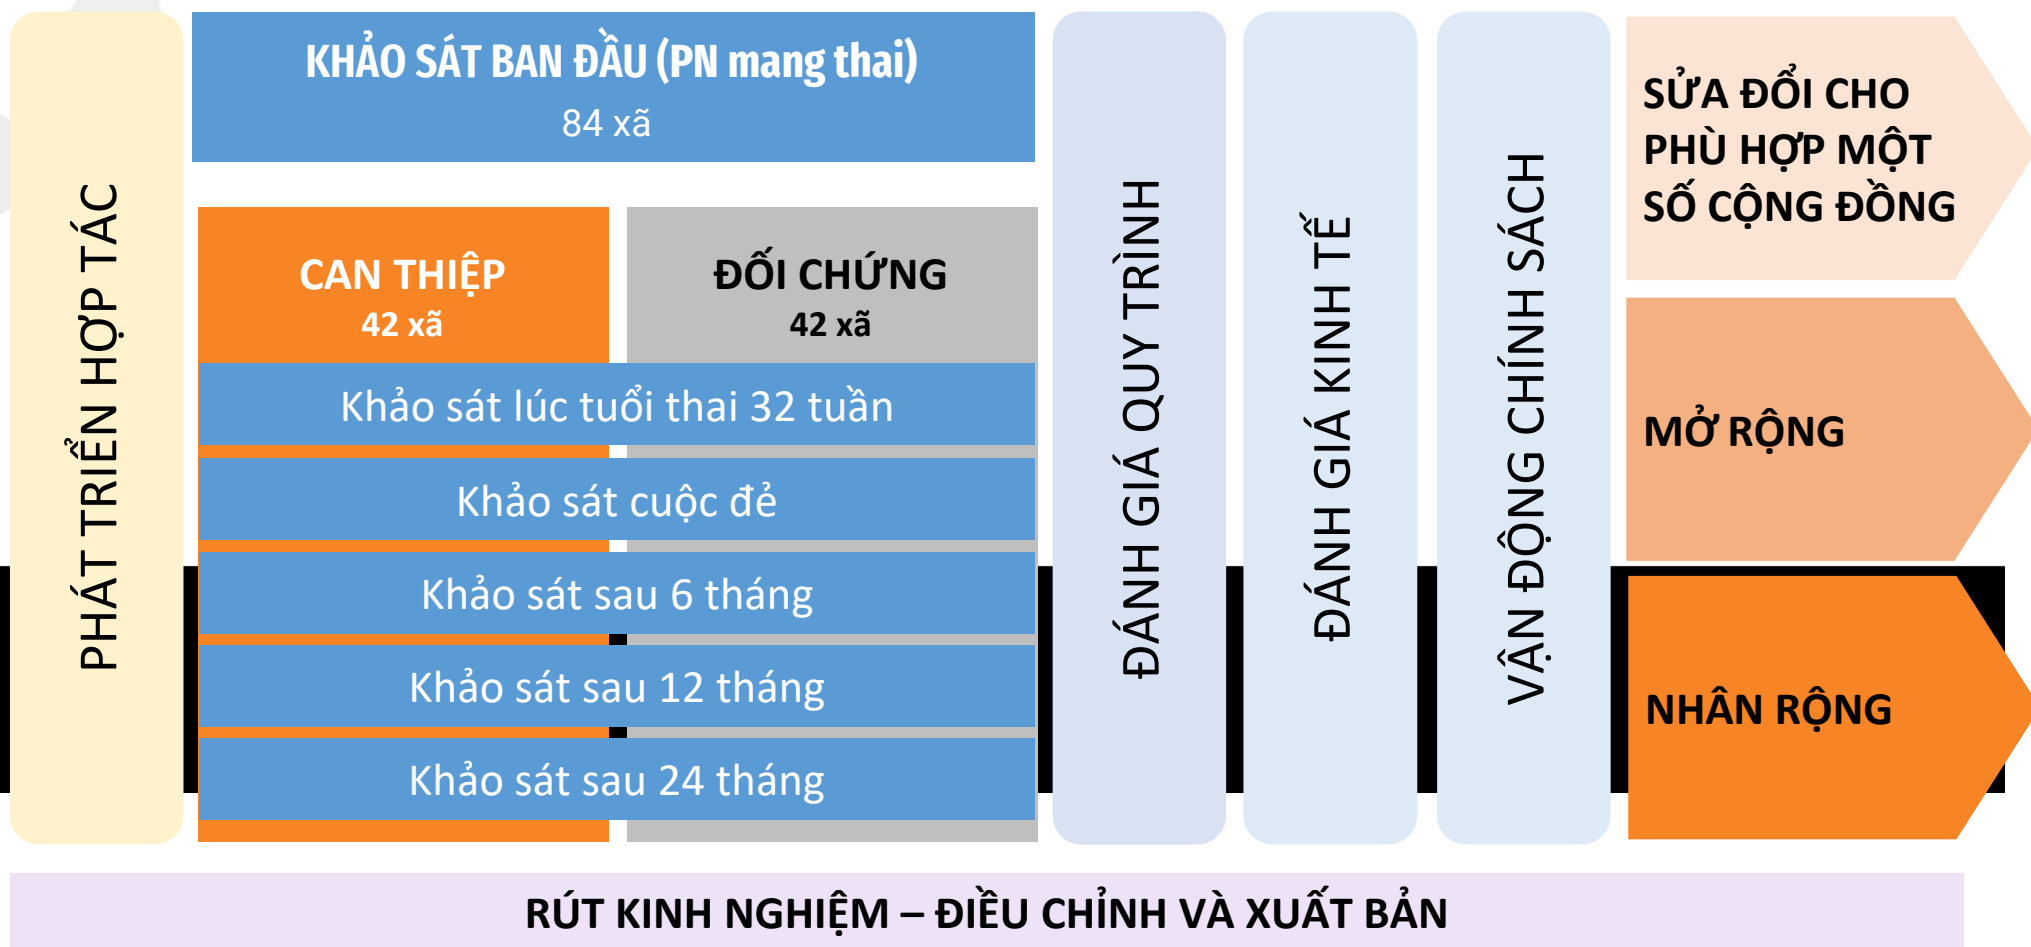 PHÁT TRIỂN HỢP TÁC
KHẢO SÁT BAN ĐẦU (PN mang thai)
84 xã
CAN THIỆP
42 xã
ĐỐI CHỨNG
42 xã
Khảo sát lúc tuổi thai 32 tuần
Khảo sát cuộc đẻ
Khảo sát sau 6 tháng
Khảo sát sau 12 tháng
Khảo sát sau 24 tháng
ĐÁNH GIÁ QUY TRÌNH
ĐÁNH GIÁ KINH TẾ
VẬN ĐỘNG CHÍNH SÁCH
SỬA ĐỔI CHO
PHÙ HỢP MỘT
SỐ CỘNG ĐỒNG
MỞ RỘNG
NHÂN RỘNG
RÚT KINH NGHIỆM – ĐIỀU CHỈNH VÀ XUẤT BẢN